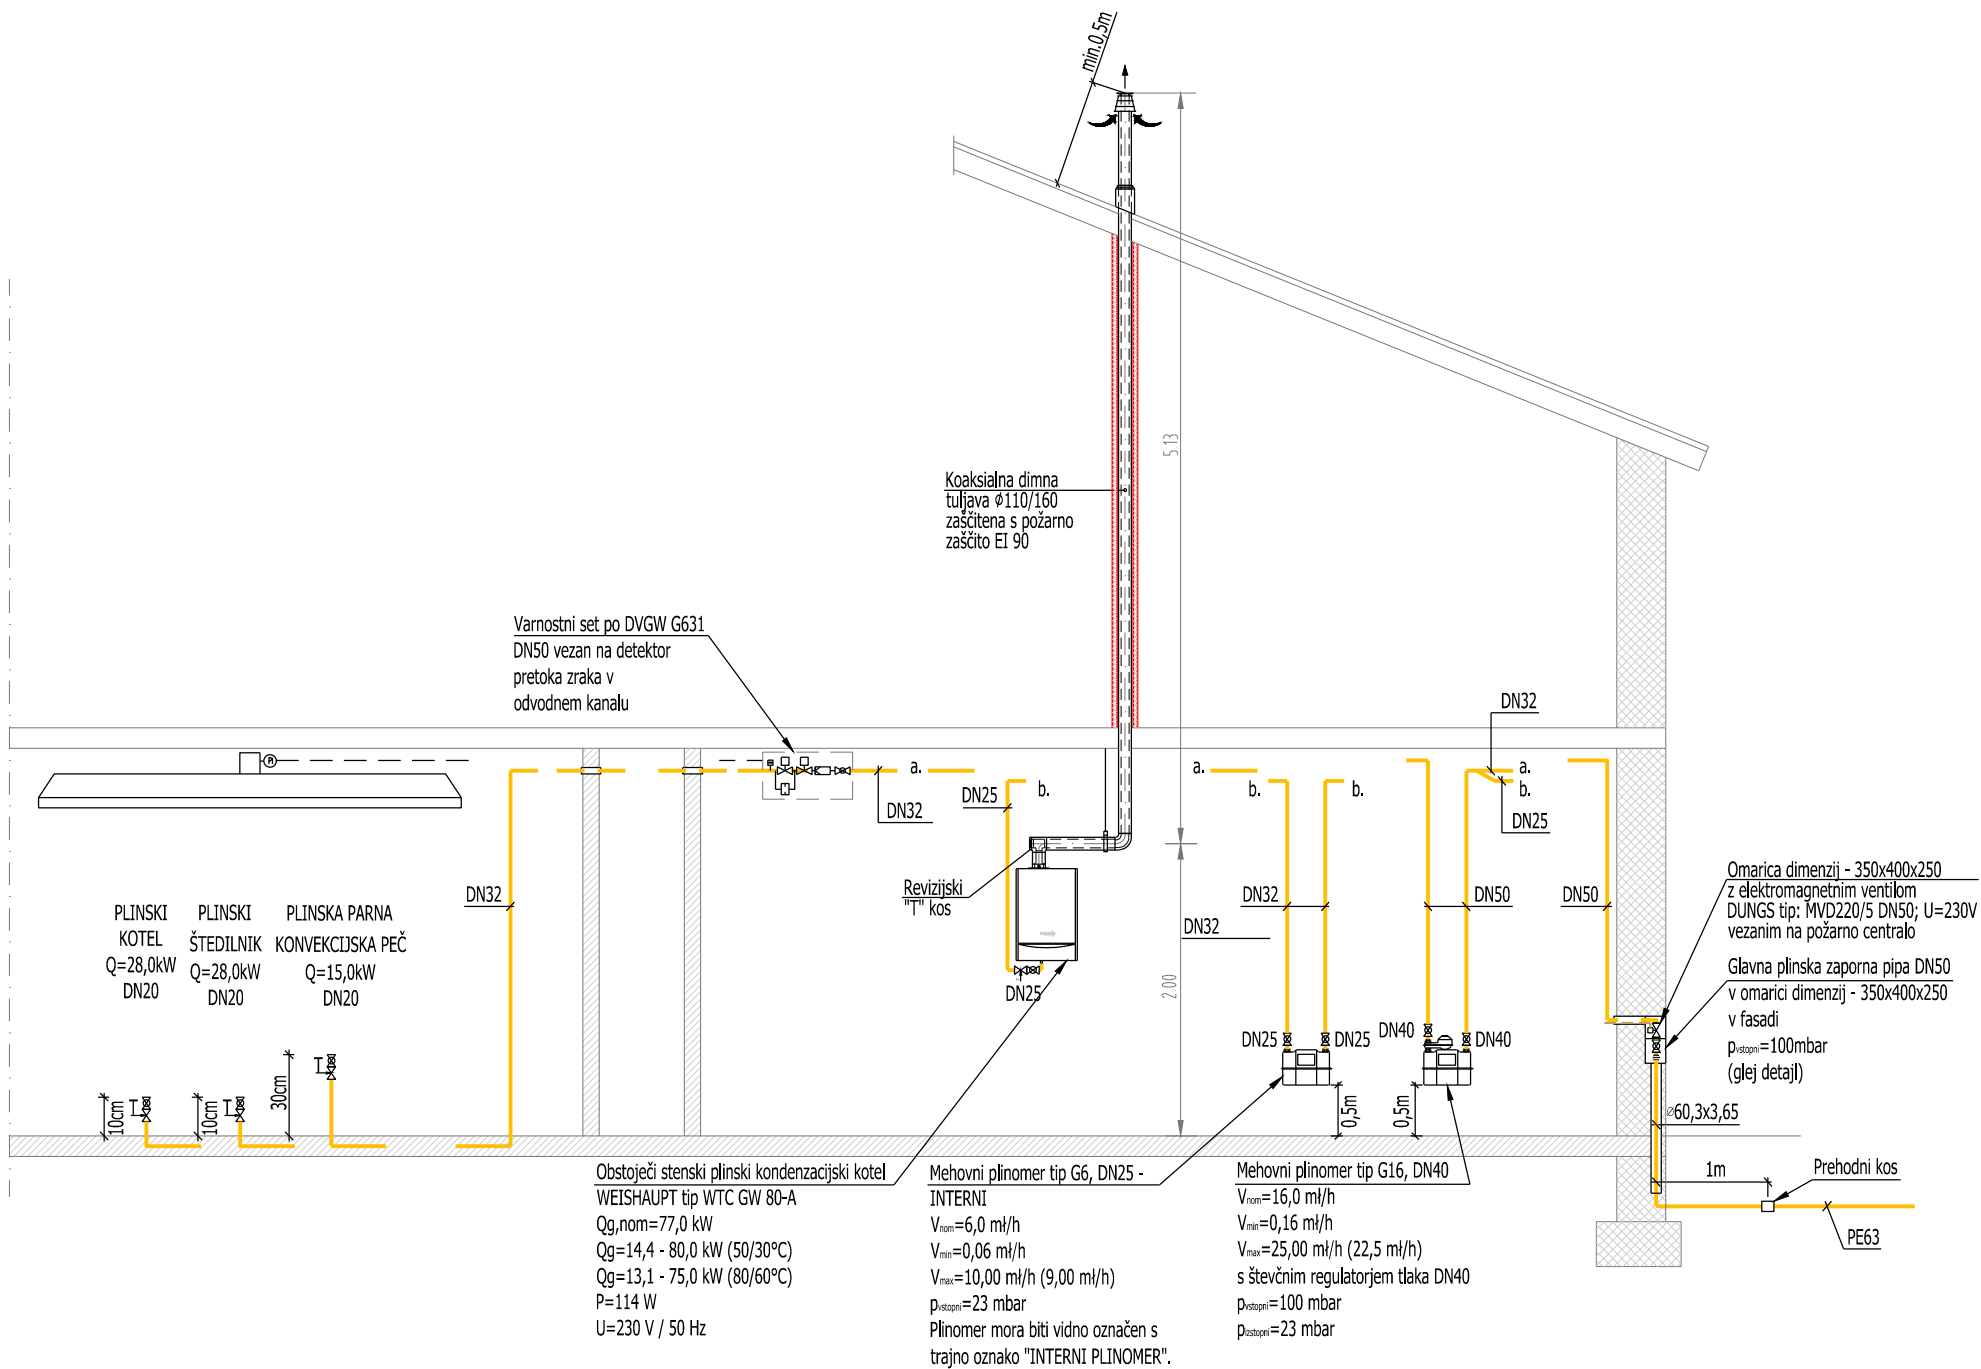 min.0,5m
5.13
Koaksialna dimna
tuljava ϕ110/160
zaščitena s požarno
zaščito EI 90
Varnostni set po DVGW G631
DN50 vezan na detektor
pretoka zraka v
odvodnem kanalu
DN32
a.
DN32
DN25
b.
a.
b.
b.
a.
b.
DN25
DN32
Revizijski
"T" kos
DN25
DN32
DN32
DN50
DN50
2.00
PLINSKI
KOTEL
Q=28,0kW
DN20
PLINSKI
ŠTEDILNIK
Q=28,0kW
DN20
PLINSKA PARNA
KONVEKCIJSKA PEČ
Q=15,0kW
DN20
10cm
T
10cm
T
30cm
T
DN25
DN25
DN40
DN40
0,5m
0,5m
Omarica dimenzij - 350x400x250
z elektromagnetnim ventilom
DUNGS tip: MVD220/5 DN50; U=230V
vezanim na požarno centralo
Glavna plinska zaporna pipa DN50
v omarici dimenzij - 350x400x250
v fasadi
pvstopni=100mbar
(glej detajl)
∅60,3x3,65
1m
Prehodni kos
PE63
Obstoječi stenski plinski kondenzacijski kotel
WEISHAUPT tip WTC GW 80-A
Qg,nom=77,0 kW
Qg=14,4 - 80,0 kW (50/30°C)
Qg=13,1 - 75,0 kW (80/60°C)
P=114 W
U=230 V / 50 Hz
Mehovni plinomer tip G6, DN25 -
INTERNI
Vnom=6,0 mł/h
Vmin=0,06 mł/h
Vmax=10,00 mł/h (9,00 mł/h)
pvstopni=23 mbar
Plinomer mora biti vidno označen s
trajno oznako "INTERNI PLINOMER".
Mehovni plinomer tip G16, DN40
Vnom=16,0 mł/h
Vmin=0,16 mł/h
Vmax=25,00 mł/h (22,5 mł/h)
s števčnim regulatorjem tlaka DN40
pvstopni=100 mbar
pizstopni=23 mbar